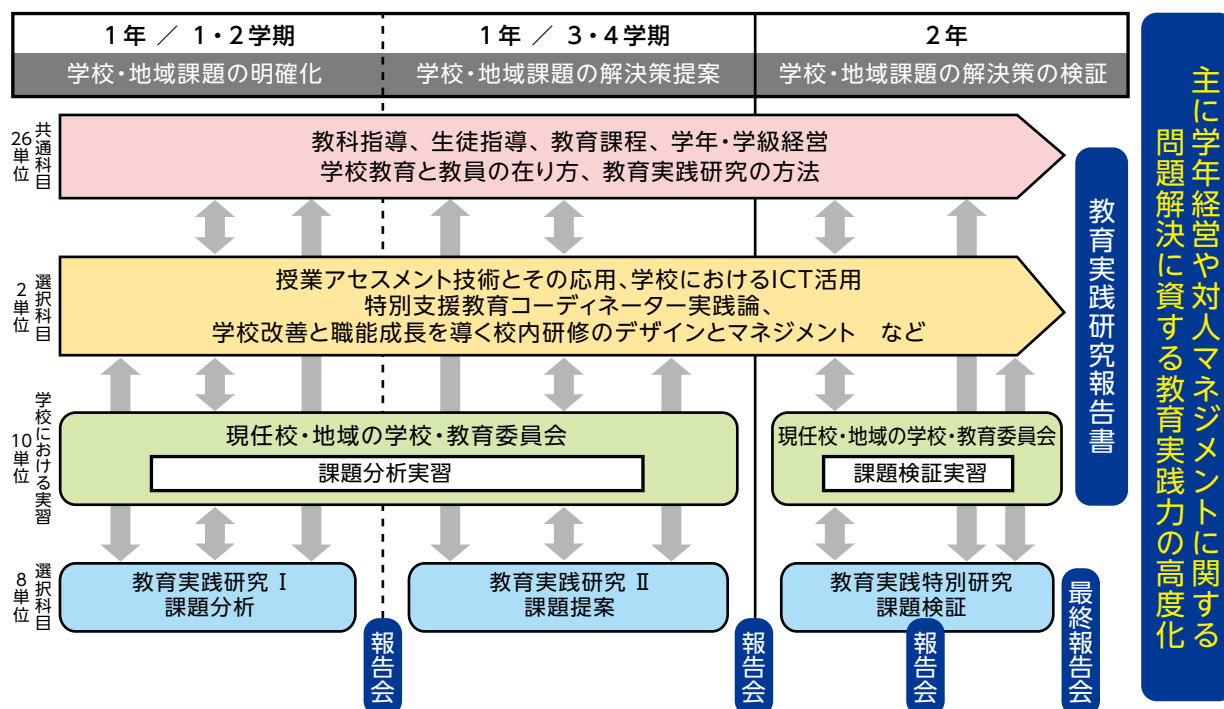 1年 ／ 1・2学期
1年 ／ 3・4学期
2年
学校・地域課題の明確化
学校・地域課題の解決策提案
学校・地域課題の解決策の検証
共通科目
26単位
教科指導、生徒指導、教育課程、学年・学級経営
学校教育と教員の在り方、教育実践研究の方法
選択科目
2単位
授業アセスメント技術とその応用、学校におけるICT活用
特別支援教育コーディネーター実践論、
学校改善と職能成長を導く校内研修のデザインとマネジメント　など
学校における実習
10単位
現任校・地域の学校・教育委員会
課題分析実習
現任校・地域の学校・教育委員会
課題検証実習
選択科目
8単位
教育実践研究 Ⅰ
課題分析
教育実践研究 Ⅱ
課題提案
教育実践特別研究
課題検証
報告会
報告会
報告会
最終報告会
教育実践研究報告書
主に学年経営や対人マネジメントに関する
問題解決に資する教育実践力の高度化